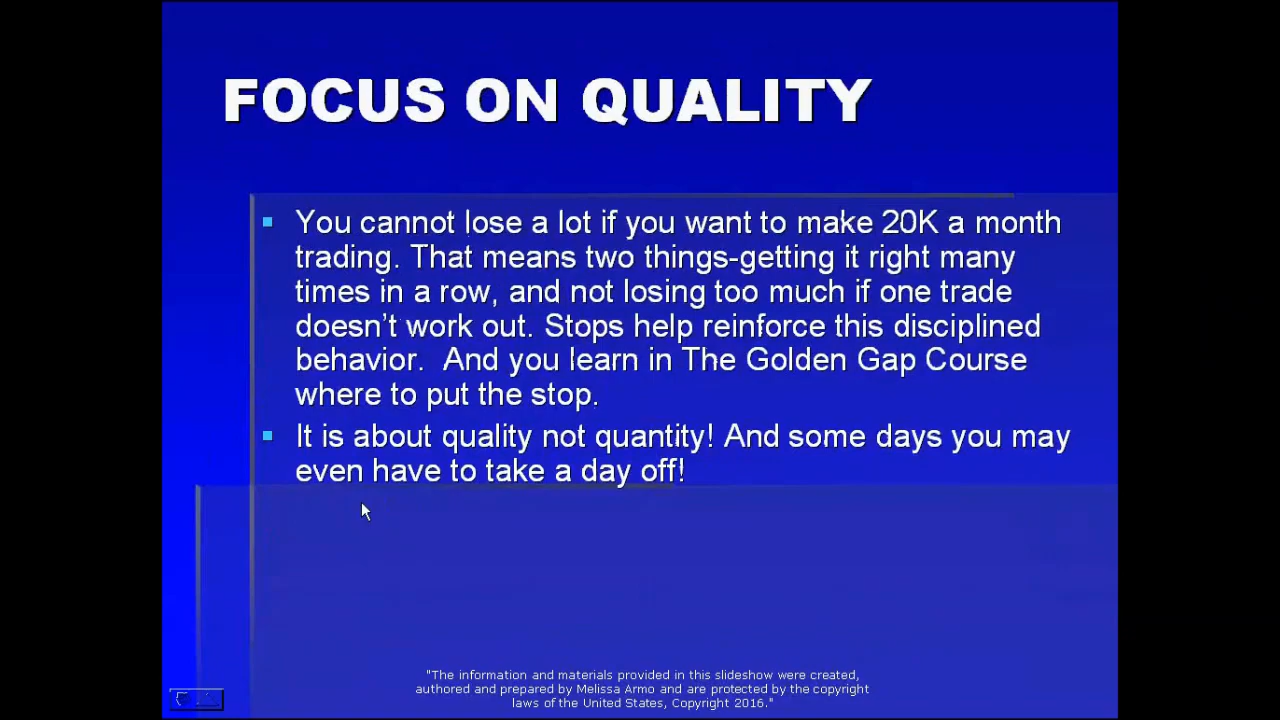 FOCUS ON QUALITY
You cannot lose a lot if you want to make 20K a month
trading. That means two things-getting it right many
times in a row, and not losing too much if one trade
doesn’t work out. Stops help reinforce this disciplined
behavior.  And you learn in The Golden Gap Course
where to put the stop.
It is about quality not quantity! And some days you may
even have to take a day off!
"The information and materials provided in this slideshow were created,
authored and prepared by Melissa Armo and are protected by the copyright
laws of the United States, Copyright 2016."